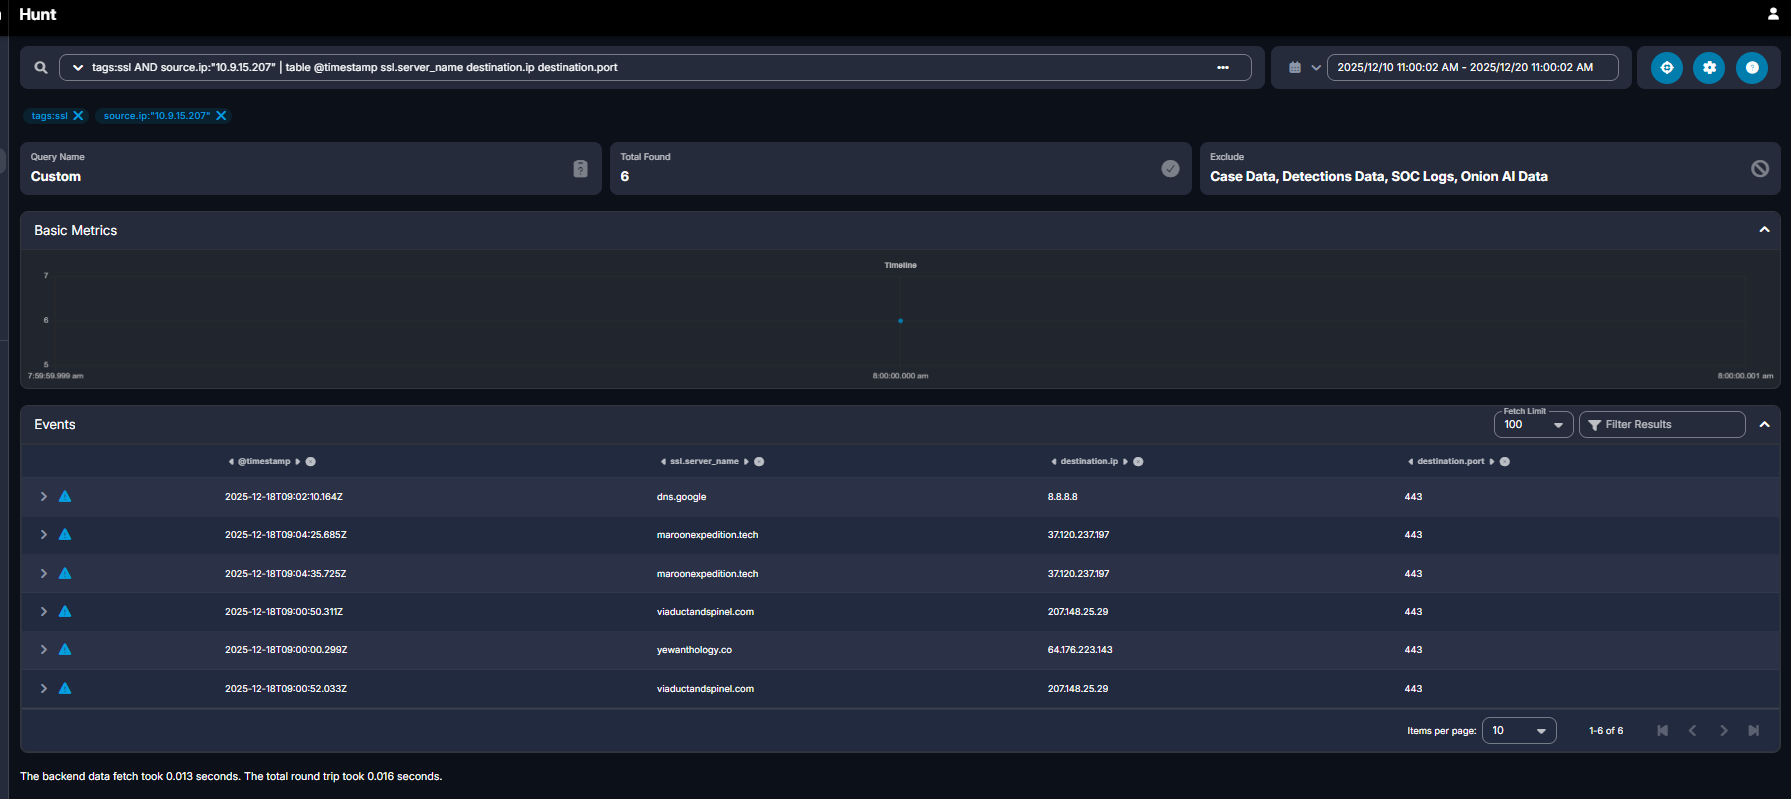 Hunt
tags:ssl AND source.ip:"10.9.15.207" | table @timestamp ssl.server_name destination.ip destination.port
2025/12/10 11:00:02 AM - 2025/12/20 11:00:02 AM
tags:ssl source.ip:"10.9.15.207"
Query Name
Custom
Total Found
6
Exclude
Case Data, Detections Data, SOC Logs, Onion AI Data
Basic Metrics
Timeline
7
6
5
7:59:59.999 am 8:00:00.000 am 8:00:00.001 am
Events
Fetch Limit
100
Filter Results
@timestamp ssl.server_name destination.ip destination.port
2025-12-18T09:02:10.164Z dns.google 8.8.8.8 443
2025-12-18T09:04:25.685Z maroonexpedition.tech 37.120.237.197 443
2025-12-18T09:04:35.725Z maroonexpedition.tech 37.120.237.197 443
2025-12-18T09:00:50.311Z viaductandspinel.com 207.148.25.29 443
2025-12-18T09:00:00.299Z yewanthology.co 64.176.223.143 443
2025-12-18T09:00:52.033Z viaductandspinel.com 207.148.25.29 443
Items per page: 10 1-6 of 6
The backend data fetch took 0.013 seconds. The total round trip took 0.016 seconds.